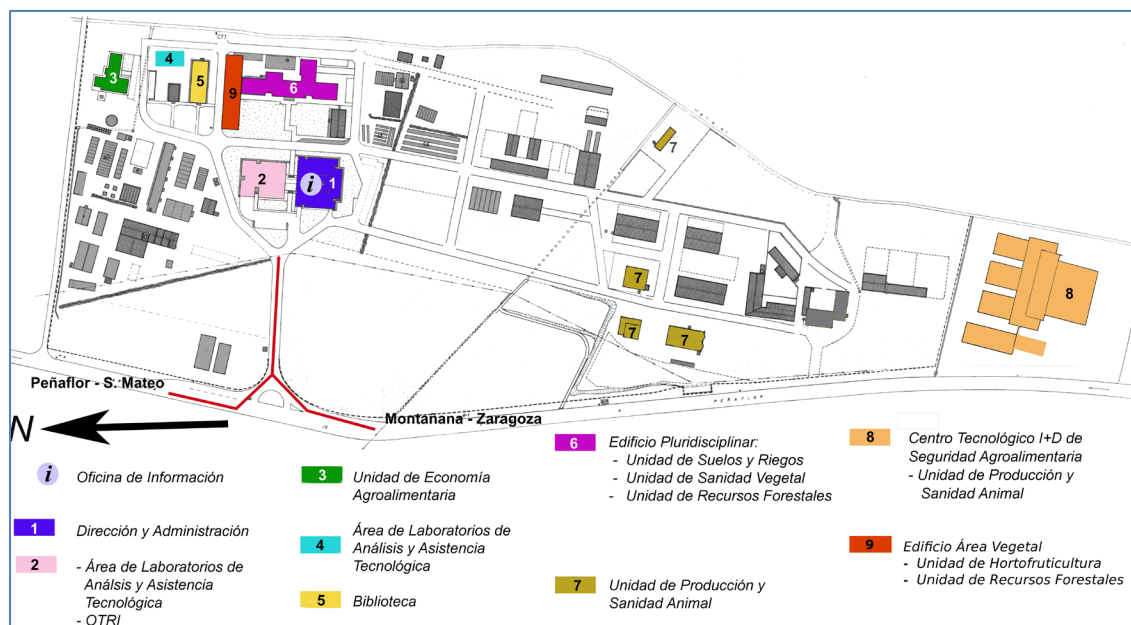 CF1
4
3
5
9
6
7
2
i
1
7
8
7
7
Peñaflor - S. Mateo
Montañana - Zaragoza
A PEÑAFLOR
N
i Oficina de Información
1 Dirección y Administración
2 - Área de Laboratorios de
Análsis y Asistencia
Tecnológica
- OTRI
3 Unidad de Economía
Agroalimentaria
4 Área de Laboratorios de
Análisis y Asistencia
Tecnológica
5 Biblioteca
6 Edificio Pluridisciplinar:
- Unidad de Suelos y Riegos
- Unidad de Sanidad Vegetal
- Unidad de Recursos Forestales
7 Unidad de Producción y
Sanidad Animal
8 Centro Tecnológico I+D de
Seguridad Agroalimentaria
- Unidad de Producción y
Sanidad Animal
9 Edificio Área Vegetal
- Unidad de Hortofruticultura
- Unidad de Recursos Forestales